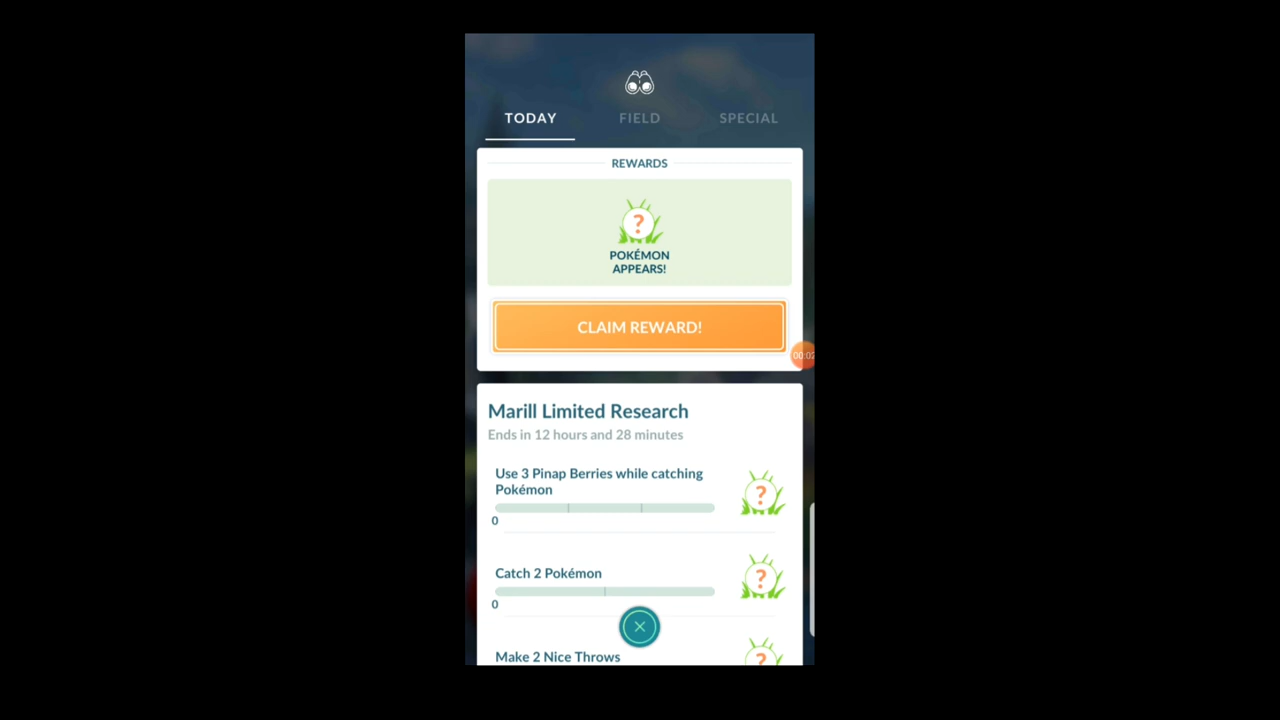 TODAY
FIELD
SPECIAL
REWARDS
?
POKÉMON
APPEARS!
CLAIM REWARD!
Marill Limited Research
Ends in 12 hours and 28 minutes
Use 3 Pinap Berries while catching
Pokémon
?
0
Catch 2 Pokémon
?
0
Make 2 Nice Throws
?